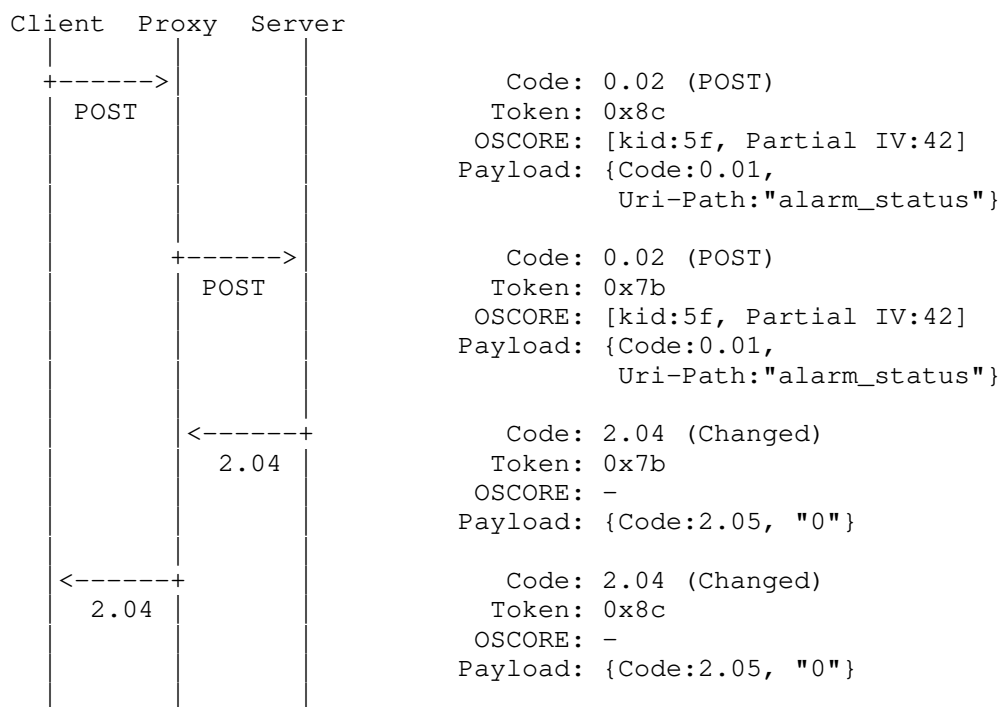 Client  Proxy  Server
  |       |       |
  +------>|       |            Code: 0.02 (POST)
  | POST  |       |           Token: 0x8c
  |       |       |          OSCORE: [kid:5f, Partial IV:42]
  |       |       |         Payload: {Code:0.01,
  |       |       |                   Uri-Path:"alarm_status"}
  |       |       |
  |       +------>|            Code: 0.02 (POST)
  |       | POST  |           Token: 0x7b
  |       |       |          OSCORE: [kid:5f, Partial IV:42]
  |       |       |         Payload: {Code:0.01,
  |       |       |                   Uri-Path:"alarm_status"}
  |       |       |
  |       |<------+            Code: 2.04 (Changed)
  |       |  2.04 |           Token: 0x7b
  |       |       |          OSCORE: -
  |       |       |         Payload: {Code:2.05, "0"}
  |       |       |
  |<------+       |            Code: 2.04 (Changed)
  |  2.04 |       |           Token: 0x8c
  |       |       |          OSCORE: -
  |       |       |         Payload: {Code:2.05, "0"}
  |       |       |